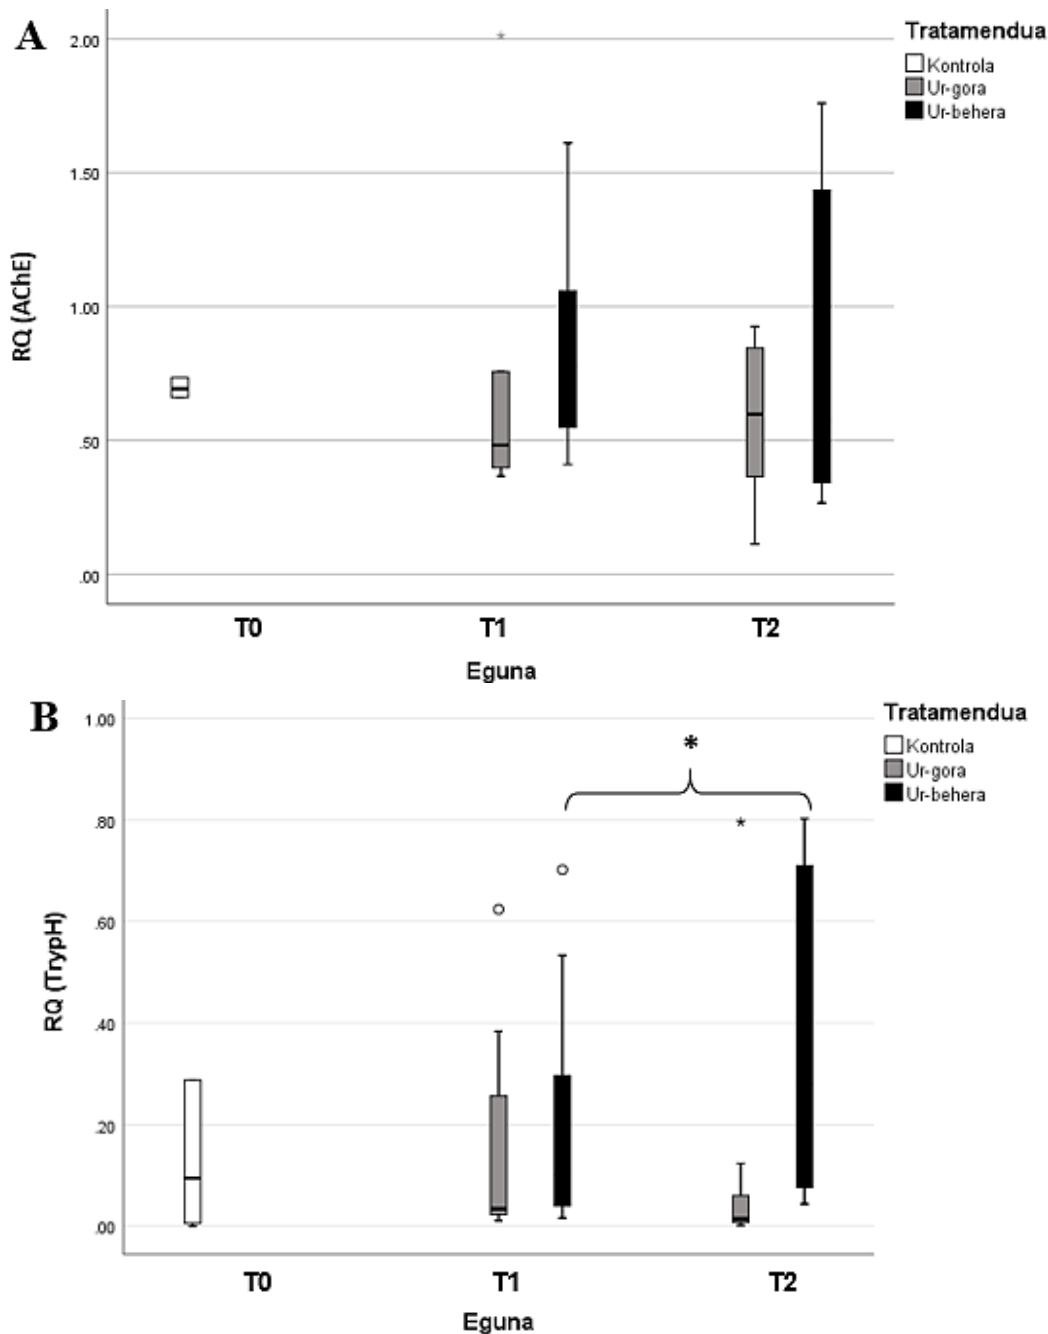 A
Tratamendua
Kontrola
Ur-gora
Ur-behera
2.00
1.50
1.00
.50
.00
RQ (AChE)
T0 T1 T2
Eguna
B
Tratamendua
Kontrola
Ur-gora
Ur-behera
*
1.00
.80
.60
.40
.20
.00
RQ (TrypH)
T0 T1 T2
Eguna